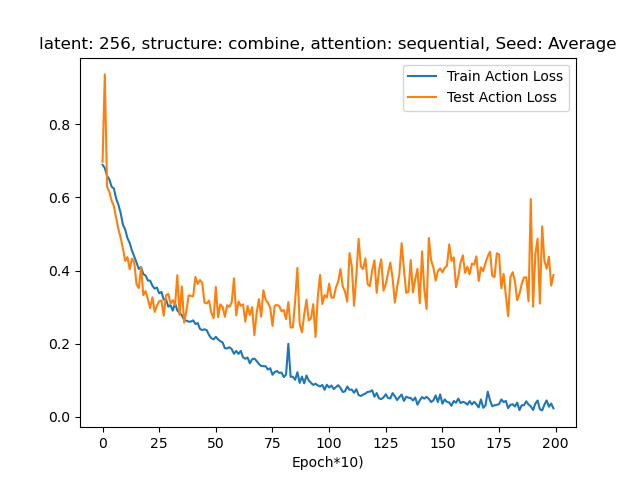 latent: 256, structure: combine, attention: sequential, Seed: Average
Train Action Loss
Test Action Loss
0.8
0.6
0.4
0.2
0.0
0 25 50 75 100 125 150 175 200
Epoch*10)